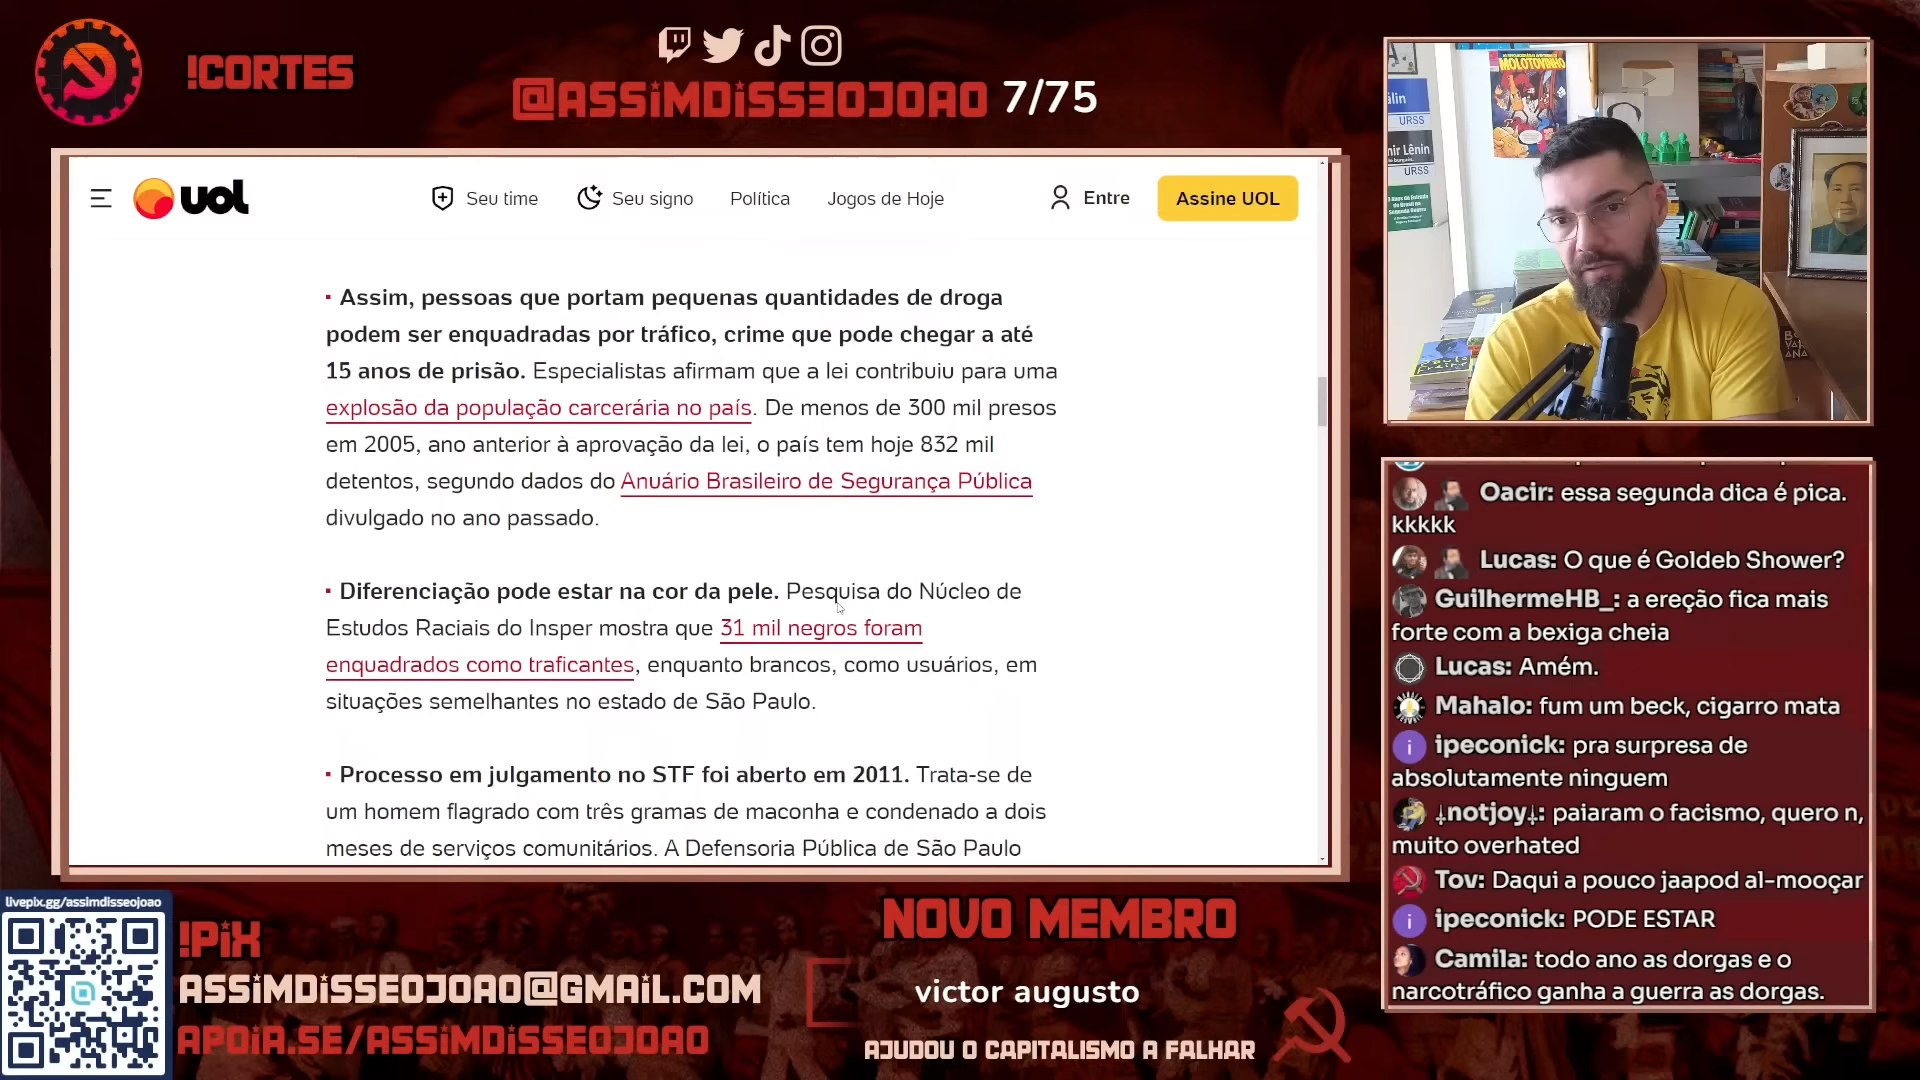 !CORTES
@ASSIMDISSEOJOAO 7/75
uol
Seu time
Seu signo
Política
Jogos de Hoje
Entre
Assine UOL
Assim, pessoas que portam pequenas quantidades de droga
podem ser enquadradas por tráfico, crime que pode chegar a até
15 anos de prisão. Especialistas afirmam que a lei contribuiu para uma
explosão da população carcerária no país. De menos de 300 mil presos
em 2005, ano anterior à aprovação da lei, o país tem hoje 832 mil
detentos, segundo dados do Anuário Brasileiro de Segurança Pública
divulgado no ano passado.
Diferenciação pode estar na cor da pele. Pesquisa do Núcleo de
Estudos Raciais do Insper mostra que 31 mil negros foram
enquadrados como traficantes, enquanto brancos, como usuários, em
situações semelhantes no estado de São Paulo.
Processo em julgamento no STF foi aberto em 2011. Trata-se de
um homem flagrado com três gramas de maconha e condenado a dois
meses de serviços comunitários. A Defensoria Pública de São Paulo
MOLOTOVINHO
URSS
Lênin
URSS
Oacir: essa segunda dica é pica.
kkkkk
Lucas: O que é Goldeb Shower?
GuilhermeHB_: a ereção fica mais
forte com a bexiga cheia
Lucas: Amém.
Mahalo: fum um beck, cigarro mata
ipeconick: pra surpresa de
absolutamente ninguem
⸸notjoy⸸: paiaram o facismo, quero n,
muito overhated
Tov: Daqui a pouco jaapod al-mooçar
ipeconick: PODE ESTAR
Camila: todo ano as dorgas e o
narcotráfico ganha a guerra as dorgas.
livepix.gg/assimdisseojoao
!PIX
ASSIMDISSEOJOAO@GMAIL.COM
APOIA.SE/ASSIMDISSEOJOAO
NOVO MEMBRO
victor augusto
AJUDOU O CAPITALISMO A FALHAR